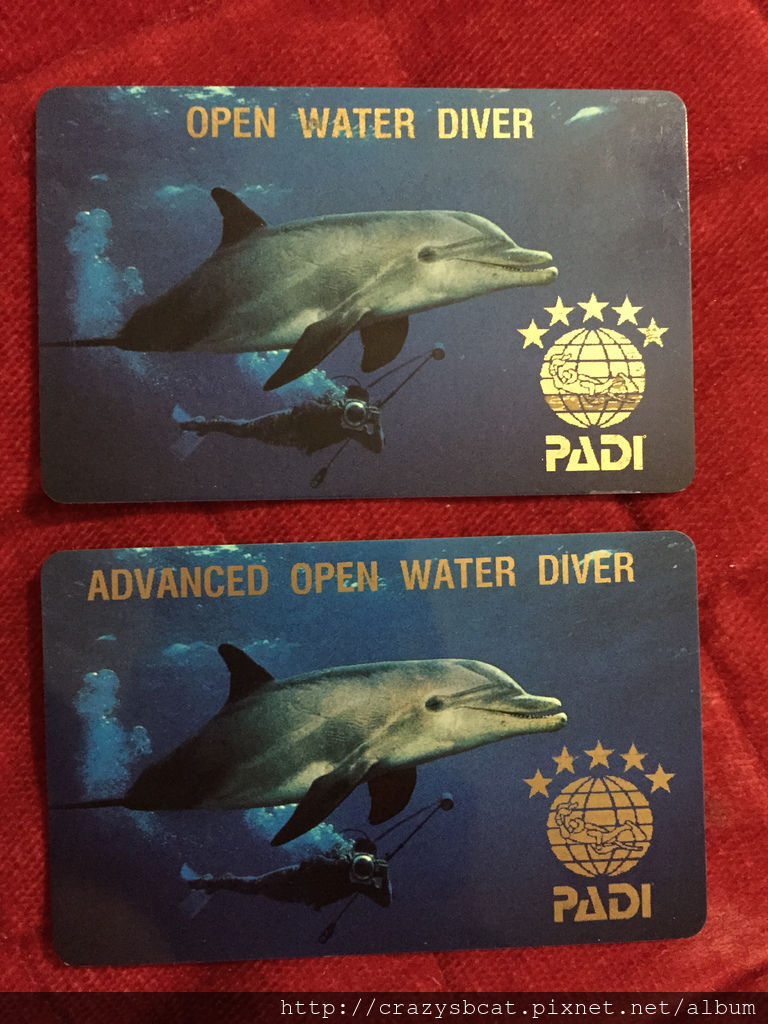 OPEN WATER DIVER
PADI
ADVANCED OPEN WATER DIVER
PADI
http://crazysbcat.pixnet.net/album